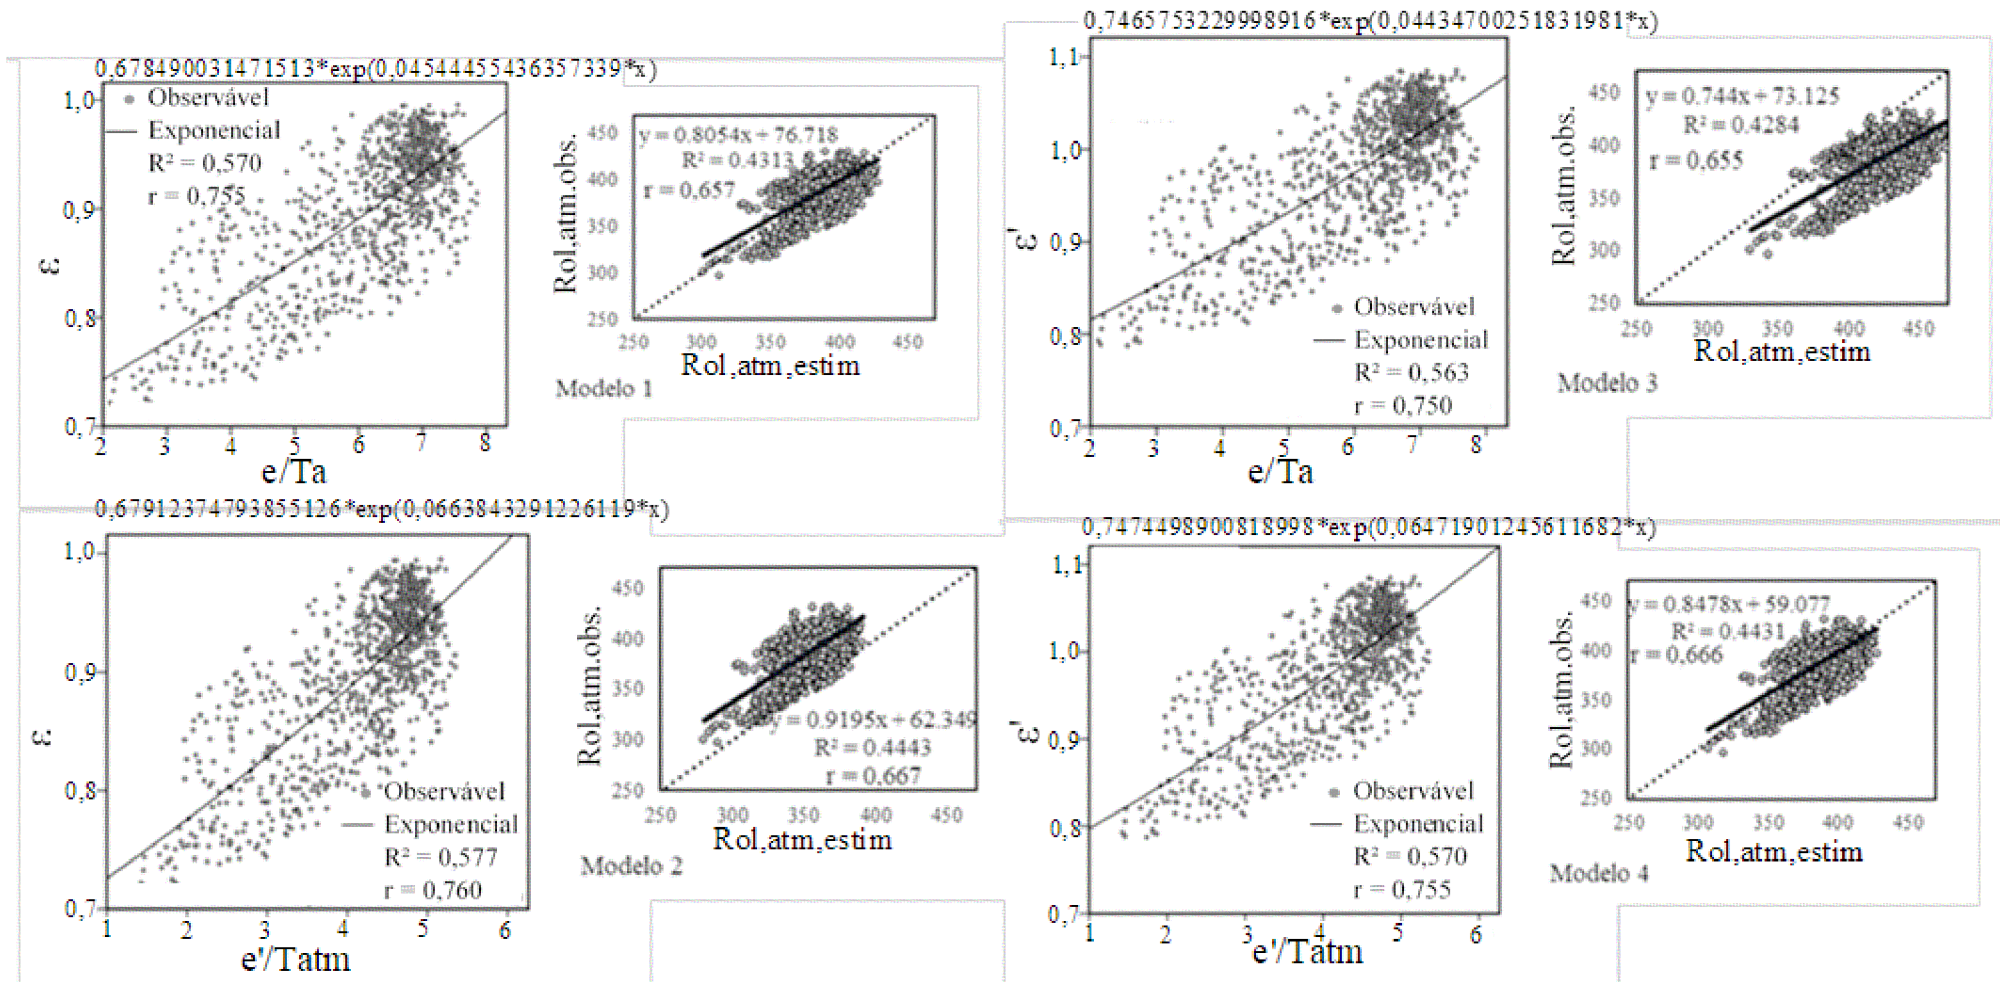 0,678490031471513*exp(0,04544455436357339*x)
1,0
0,9
0,8
0,7
Observável
Exponencial
R² = 0,570
r = 0,755
ε
2 3 4 5 6 7 8
e/Ta
450
400
350
300
250
y = 0.8054x + 76.718
R² = 0.4313
r = 0,657
Rol,atm.obs.
250 300 350 400 450
Rol,atm,estim
Modelo 1
0,7465753229998916*exp(0,04434700251831981*x)
1,1
1,0
0,9
0,8
0,7
ε'
Observável
Exponencial
R² = 0,563
r = 0,750
2 3 4 5 6 7 8
e/Ta
450
400
350
300
250
y = 0.744x + 73.125
R² = 0.4284
r = 0,655
Rol,atm.obs.
250 300 350 400 450
Rol,atm,estim
Modelo 3
0,679123747938 55126*exp(0,0663843291226119*x)
1,0
0,9
0,8
0,7
ε
Observável
Exponencial
R² = 0,577
r = 0,760
1 2 3 4 5 6
e'/Tatm
450
400
350
300
250
Rol,atm.obs.
y = 0.9195x + 62.349
R² = 0.4443
r = 0,667
250 300 350 400 450
Rol,atm,estim
Modelo 2
0,7474498900818998*exp(0,06471901245611682*x)
1,1
1,0
0,9
0,8
0,7
ε'
Observável
Exponencial
R² = 0,570
r = 0,755
1 2 3 4 5 6
e'/Tatm
450
400
350
300
250
y = 0.8478x + 59.077
R² = 0.4431
r = 0,666
Rol,atm.obs.
250 300 350 400 450
Rol,atm,estim
Modelo 4